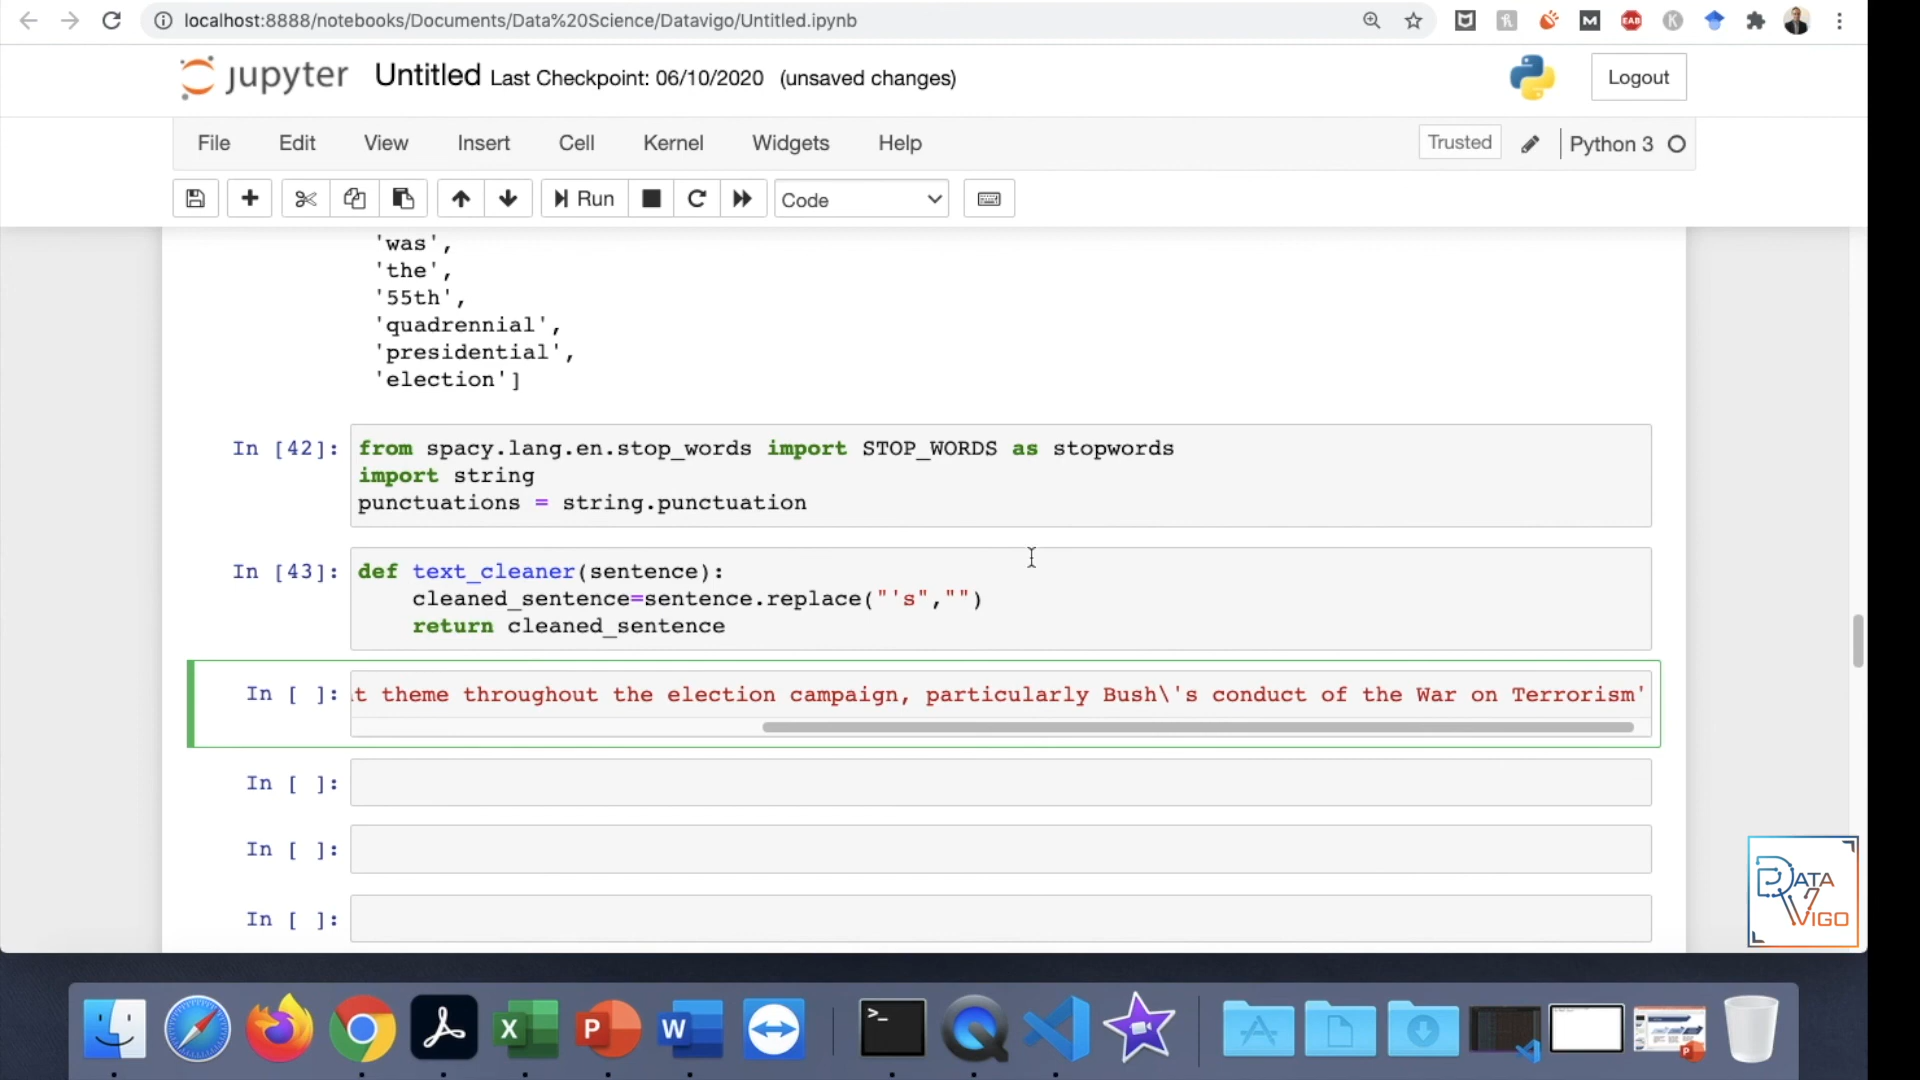 localhost:8888/notebooks/Documents/Data%20Science/Datavigo/Untitled.ipynb
EAB
M
K
jupyter Untitled Last Checkpoint: 06/10/2020 (unsaved changes)
Logout
File Edit View Insert Cell Kernel Widgets Help
Trusted
Python 3
Run
Code
'was',
'the',
'55th',
'quadrennial',
'presidential',
'election']
In [42]: from spacy.lang.en.stop_words import STOP_WORDS as stopwords
import string
punctuations = string.punctuation
In [43]: def text_cleaner(sentence):
cleaned_sentence=sentence.replace("'s","")
return cleaned_sentence
In [ ]: t theme throughout the election campaign, particularly Bush\'s conduct of the War on Terrorism'
In [ ]:
In [ ]:
In [ ]:
DATA
VIGO
X
P
W
>_
P